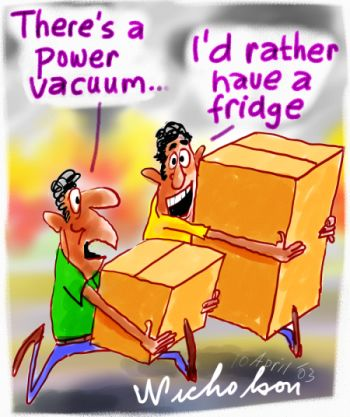 There's a
power
vacuum...
I'd rather
have a
fridge
10 April '03
Nicholson